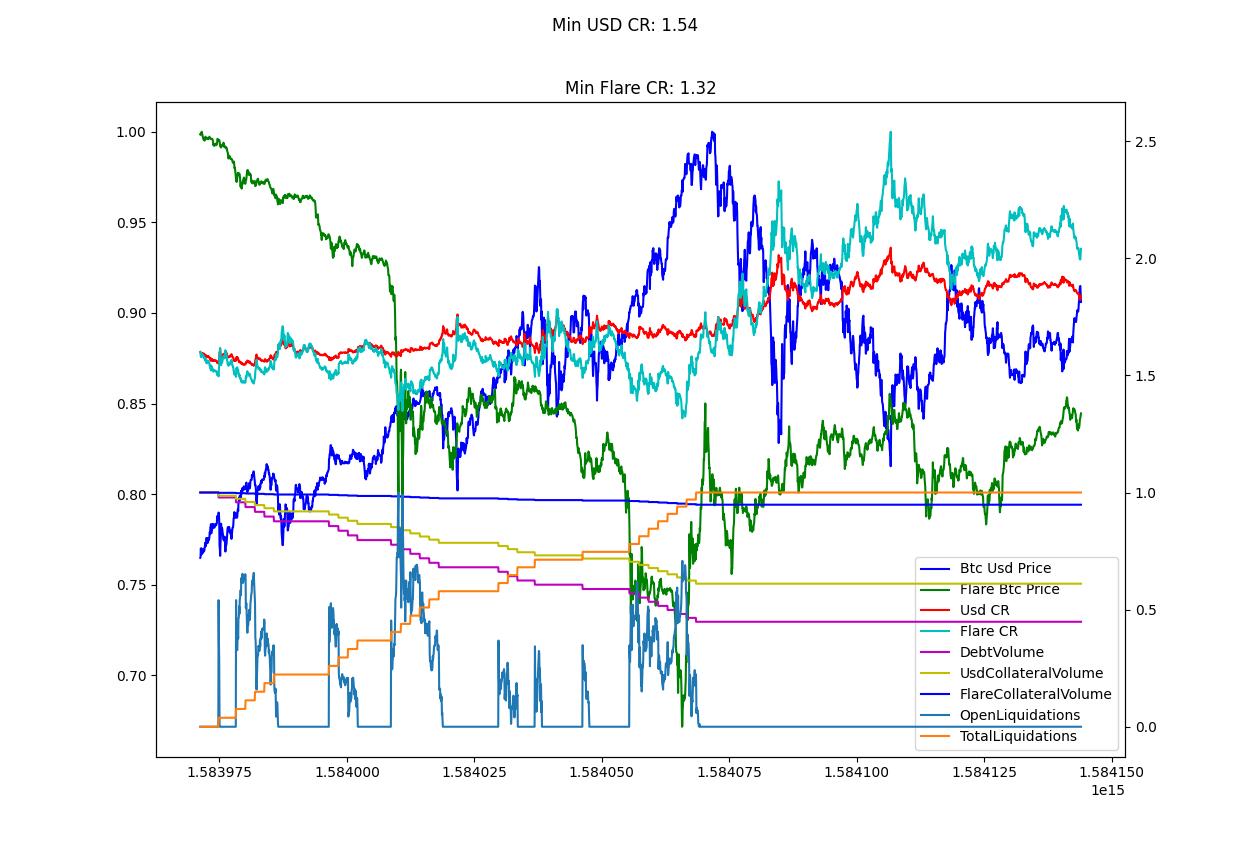 Min USD CR: 1.54
Min Flare CR: 1.32
1.00
0.95
0.90
0.85
0.80
0.75
0.70
2.5
2.0
1.5
1.0
0.5
0.0
Btc Usd Price
Flare Btc Price
Usd CR
Flare CR
DebtVolume
UsdCollateralVolume
FlareCollateralVolume
OpenLiquidations
TotalLiquidations
1.583975 1.584000 1.584025 1.584050 1.584075 1.584100 1.584125 1.584150
1e15